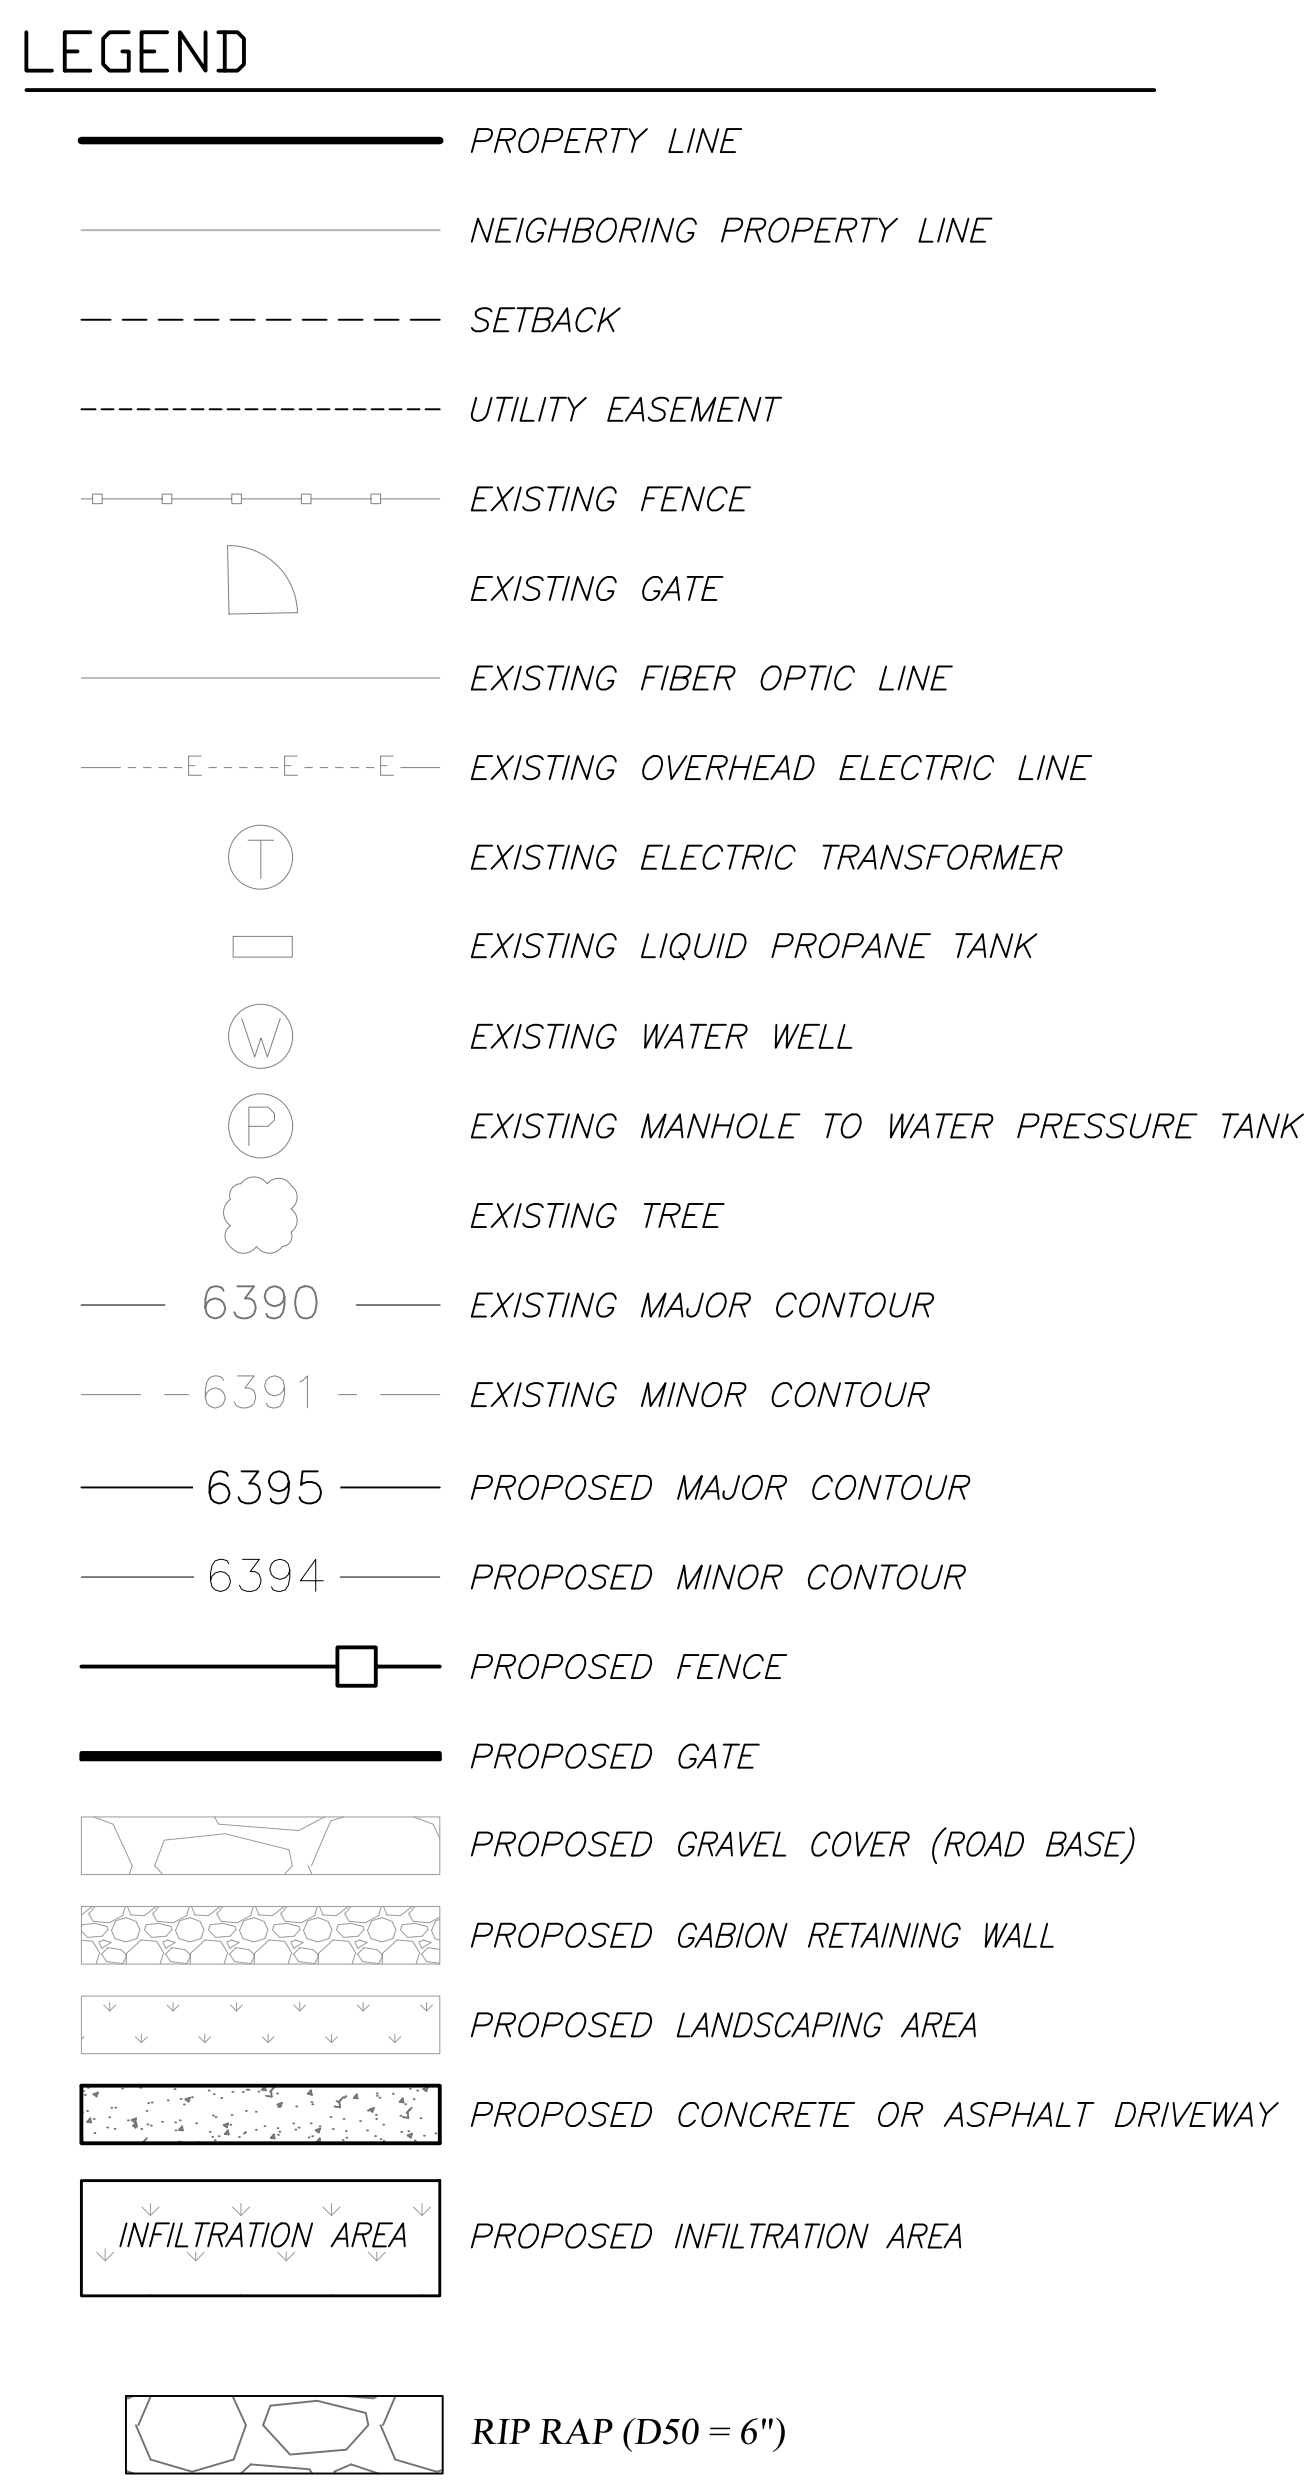 LEGEND
PROPERTY LINE
NEIGHBORING PROPERTY LINE
SETBACK
UTILITY EASEMENT
EXISTING FENCE
EXISTING GATE
EXISTING FIBER OPTIC LINE
E E E EXISTING OVERHEAD ELECTRIC LINE
T EXISTING ELECTRIC TRANSFORMER
EXISTING LIQUID PROPANE TANK
W EXISTING WATER WELL
P EXISTING MANHOLE TO WATER PRESSURE TANK
EXISTING TREE
6390 EXISTING MAJOR CONTOUR
6391 EXISTING MINOR CONTOUR
6395 PROPOSED MAJOR CONTOUR
6394 PROPOSED MINOR CONTOUR
PROPOSED FENCE
PROPOSED GATE
PROPOSED GRAVEL COVER (ROAD BASE)
PROPOSED GABION RETAINING WALL
PROPOSED LANDSCAPING AREA
PROPOSED CONCRETE OR ASPHALT DRIVEWAY
INFILTRATION AREA PROPOSED INFILTRATION AREA
RIP RAP (D50 = 6")